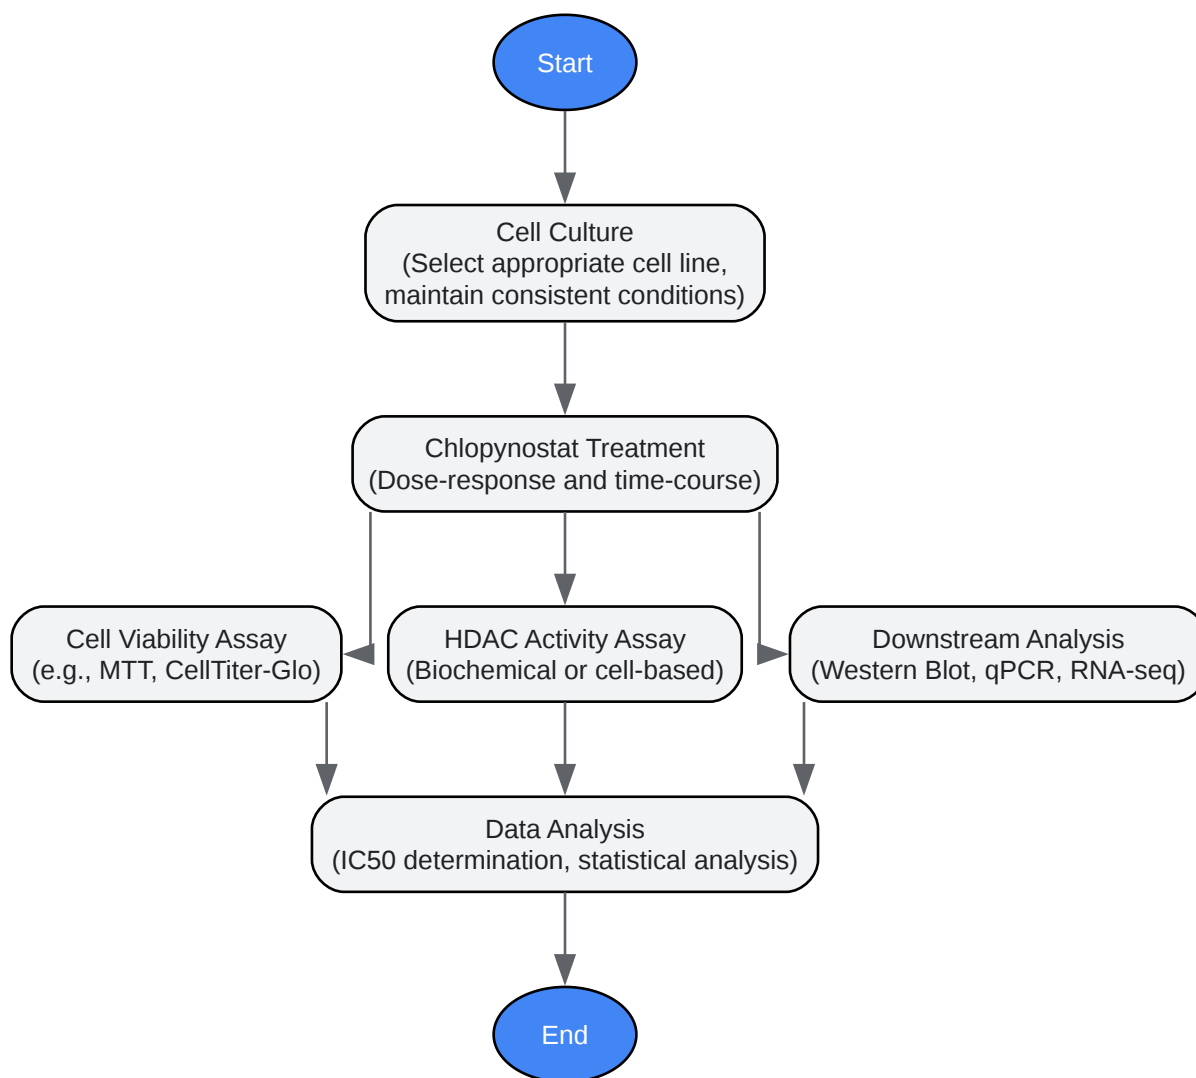 Start
Cell Culture
(Select appropriate cell line,
maintain consistent conditions)
Chlopynostat Treatment
(Dose-response and time-course)
Cell Viability Assay
(e.g., MTT, CellTiter-Glo)
HDAC Activity Assay
(Biochemical or cell-based)
Downstream Analysis
(Western Blot, qPCR, RNA-seq)
Data Analysis
(IC50 determination, statistical analysis)
End